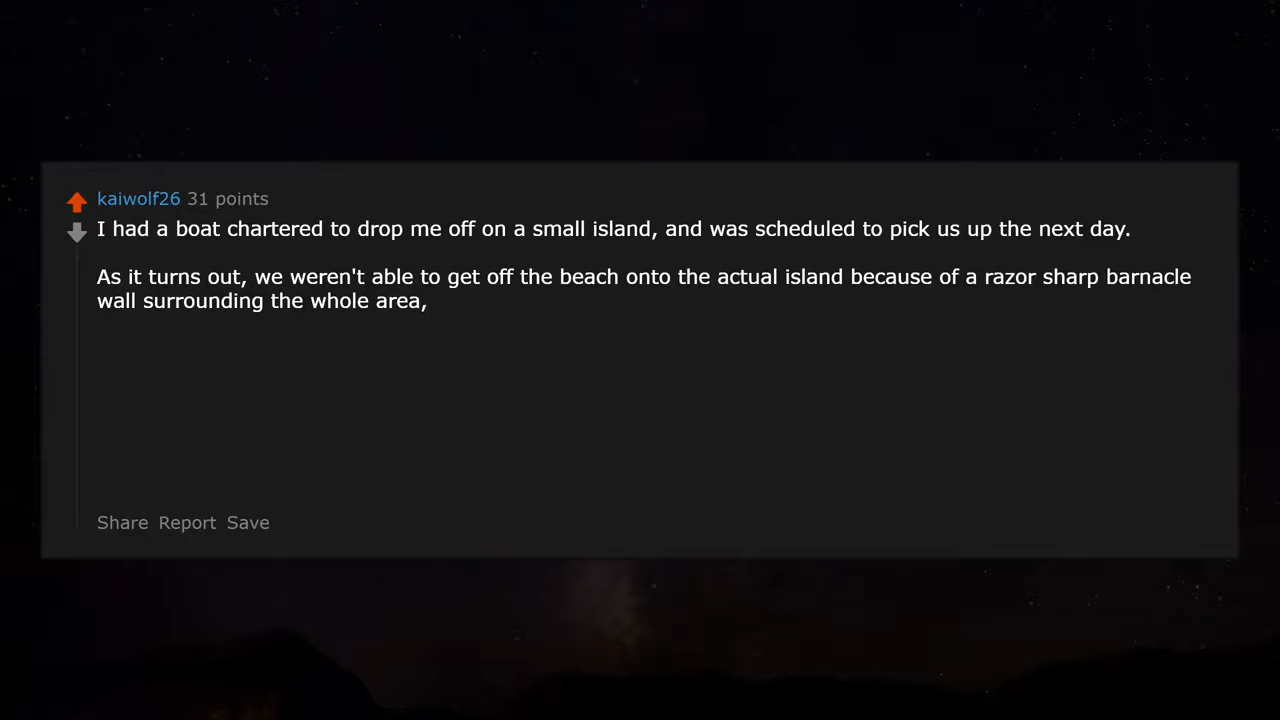 kaiwolf26 31 points
I had a boat chartered to drop me off on a small island, and was scheduled to pick us up the next day.
As it turns out, we weren't able to get off the beach onto the actual island because of a razor sharp barnacle
wall surrounding the whole area,
Share Report Save